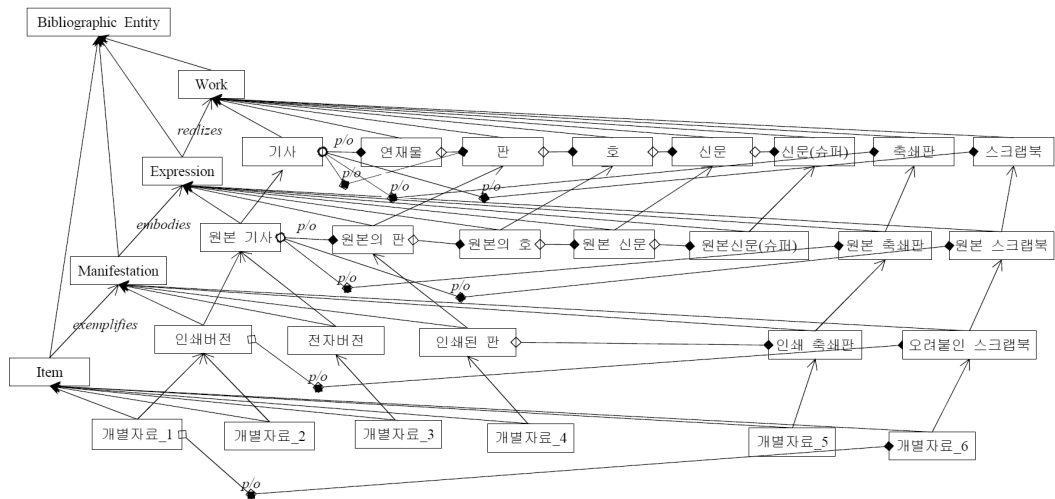 Bibliographic Entity
Work
realizes
기사
p/o
연재물
판
호
신문
신문(슈퍼)
축쇄판
스크랩북
Expression
p/o
p/o
p/o
embodies
원본 기사
p/o
원본의 판
원본의 호
원본 신문
원본신문(슈퍼)
원본 축쇄판
원본 스크랩북
Manifestation
p/o
p/o
exemplifies
인쇄버전
전자버전
인쇄된 판
인쇄 축쇄판
오려붙인 스크랩북
Item
p/o
개별자료_1
개별자료_2
개별자료_3
개별자료_4
개별자료_5
개별자료_6
p/o